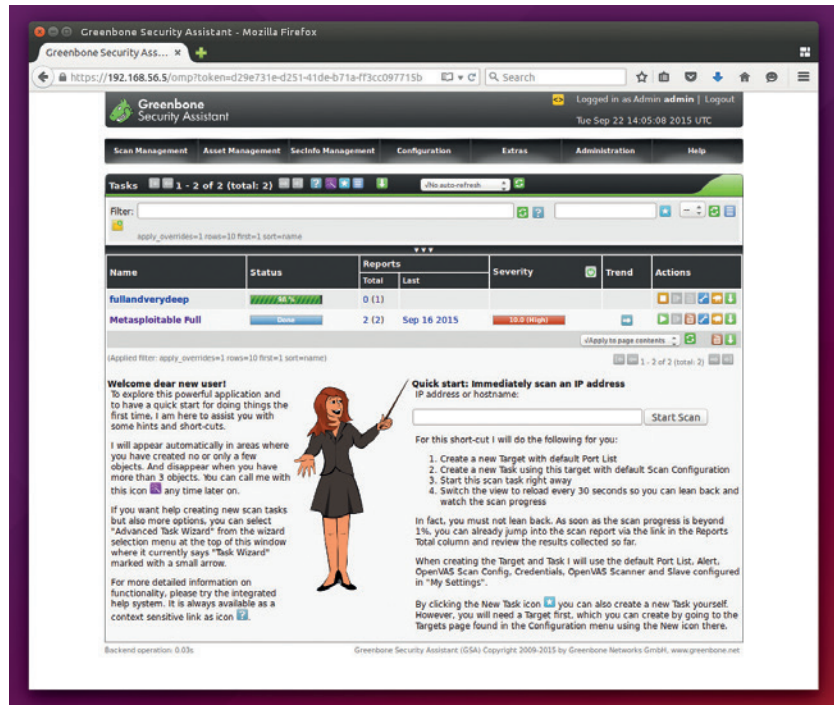 Greenbone Security Assistant - Mozilla Firefox
Greenbone Security Ass... ×
https://192.168.56.5/omp?token=d29e731e-d251-41de-b71a-ff3cc097715b
Search
Greenbone
Security Assistant
Logged in as Admin admin | Logout
Tue Sep 22 14:05:08 2015 UTC
Scan Management Asset Management SecInfo Management Configuration Extras Administration Help
Tasks 1 - 2 of 2 (total: 2) √No auto-refresh
Filter:
apply_overrides=1 rows=10 first=1 sort=name
Name Status Reports Severity Trend Actions
Total Last
fullandverydeep 66 % 0 (1)
Metasploitable Full Done 2 (2) Sep 16 2015 10.0 (High)
√Apply to page contents
(Applied filter: apply_overrides=1 rows=10 first=1 sort=name) 1 - 2 of 2 (total: 2)
Welcome dear new user!
To explore this powerful application and
to have a quick start for doing things the
first time, I am here to assist you with
some hints and short-cuts.
I will appear automatically in areas where
you have created no or only a few
objects. And disappear when you have
more than 3 objects. You can call me with
this icon any time later on.
If you want help creating new scan tasks
but also more options, you can select
"Advanced Task Wizard" from the wizard
selection menu at the top of this window
where it currently says "Task Wizard"
marked with a small arrow.
For more detailed information on
functionality, please try the integrated
help system. It is always available as a
context sensitive link as icon ?.
Quick start: Immediately scan an IP address
IP address or
hostname:
Start Scan
For this short-cut I will do the following for you:
1. Create a new Target with default Port List
2. Create a new Task using this target with default Scan Configuration
3. Start this scan task right away
4. Switch the view to reload every 30 seconds so you can lean back and
watch the scan progress
In fact, you must not lean back. As soon as the scan progress is beyond
1%, you can already jump into the scan report via the link in the Reports
Total column and review the results collected so far.
When creating the Target and Task I will use the default Port List, Alert,
OpenVAS Scan Config, Credentials, OpenVAS Scanner and Slave configured
in "My Settings".
By clicking the New Task icon you can also create a new Task yourself.
However, you will need a Target first, which you can create by going to the
Targets page found in the Configuration menu using the New icon there.
Backend operation: 0.03s
Greenbone Security Assistant (GSA) Copyright 2009-2015 by Greenbone Networks GmbH, www.greenbone.net